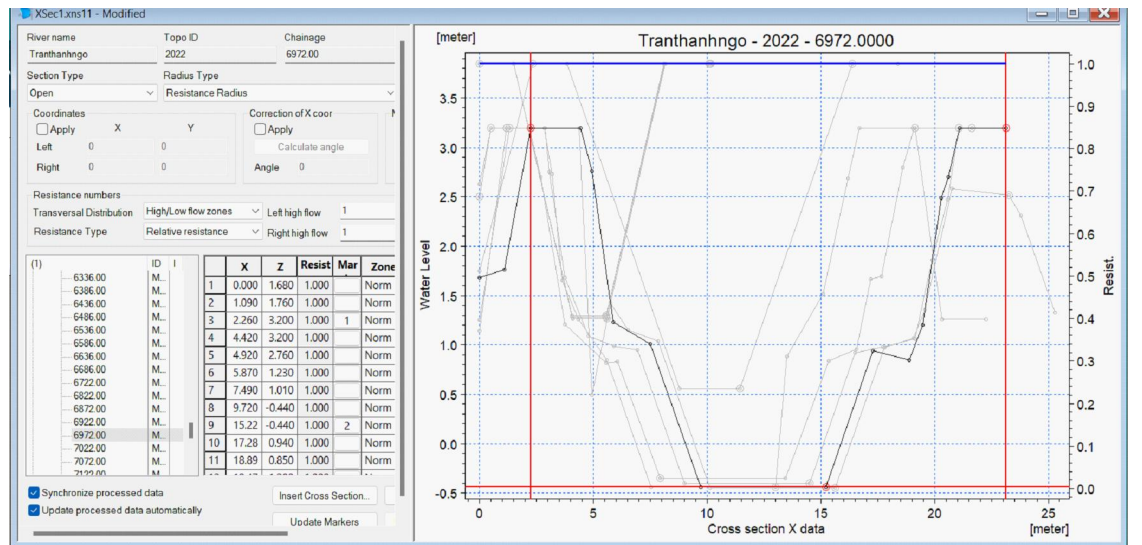 XSec1.xns11 - Modified
River name Topo ID Chainage
Tranthanhngo 2022 6972.00
Section Type Radius Type
Open Resistance Radius
Coordinates Correction of X coor
Apply X Y Apply
Left 0 0 Calculate angle
Right 0 0 Angle 0
Resistance numbers
Transversal Distribution High/Low flow zones Left high flow 1
Resistance Type Relative resistance Right high flow 1
(1) ID I
6336.00 M...
6386.00 M...
6436.00 M...
6486.00 M...
6536.00 M...
6586.00 M...
6636.00 M...
6686.00 M...
6722.00 M...
6822.00 M...
6872.00 M...
6922.00 M...
6972.00 M...
7022.00 M...
7072.00 M...
7122.00 M
X Z Resist Mar Zone
1 0.000 1.680 1.000 Norm
2 1.090 1.760 1.000 Norm
3 2.260 3.200 1.000 1 Norm
4 4.420 3.200 1.000 Norm
5 4.920 2.760 1.000 Norm
6 5.870 1.230 1.000 Norm
7 7.490 1.010 1.000 Norm
8 9.720 -0.440 1.000 Norm
9 15.22 -0.440 1.000 2 Norm
10 17.28 0.940 1.000 Norm
11 18.89 0.850 1.000 Norm
Synchronize processed data
Update processed data automatically
Insert Cross Section...
Update Markers
[meter]
Tranthanhngo - 2022 - 6972.0000
Water Level
3.5
3.0
2.5
2.0
1.5
1.0
0.5
0.0
-0.5
0 5 10 15 20 25
Cross section X data [meter]
1.0
0.9
0.8
0.7
0.6
0.5
0.4
0.3
0.2
0.1
0.0
Resist.